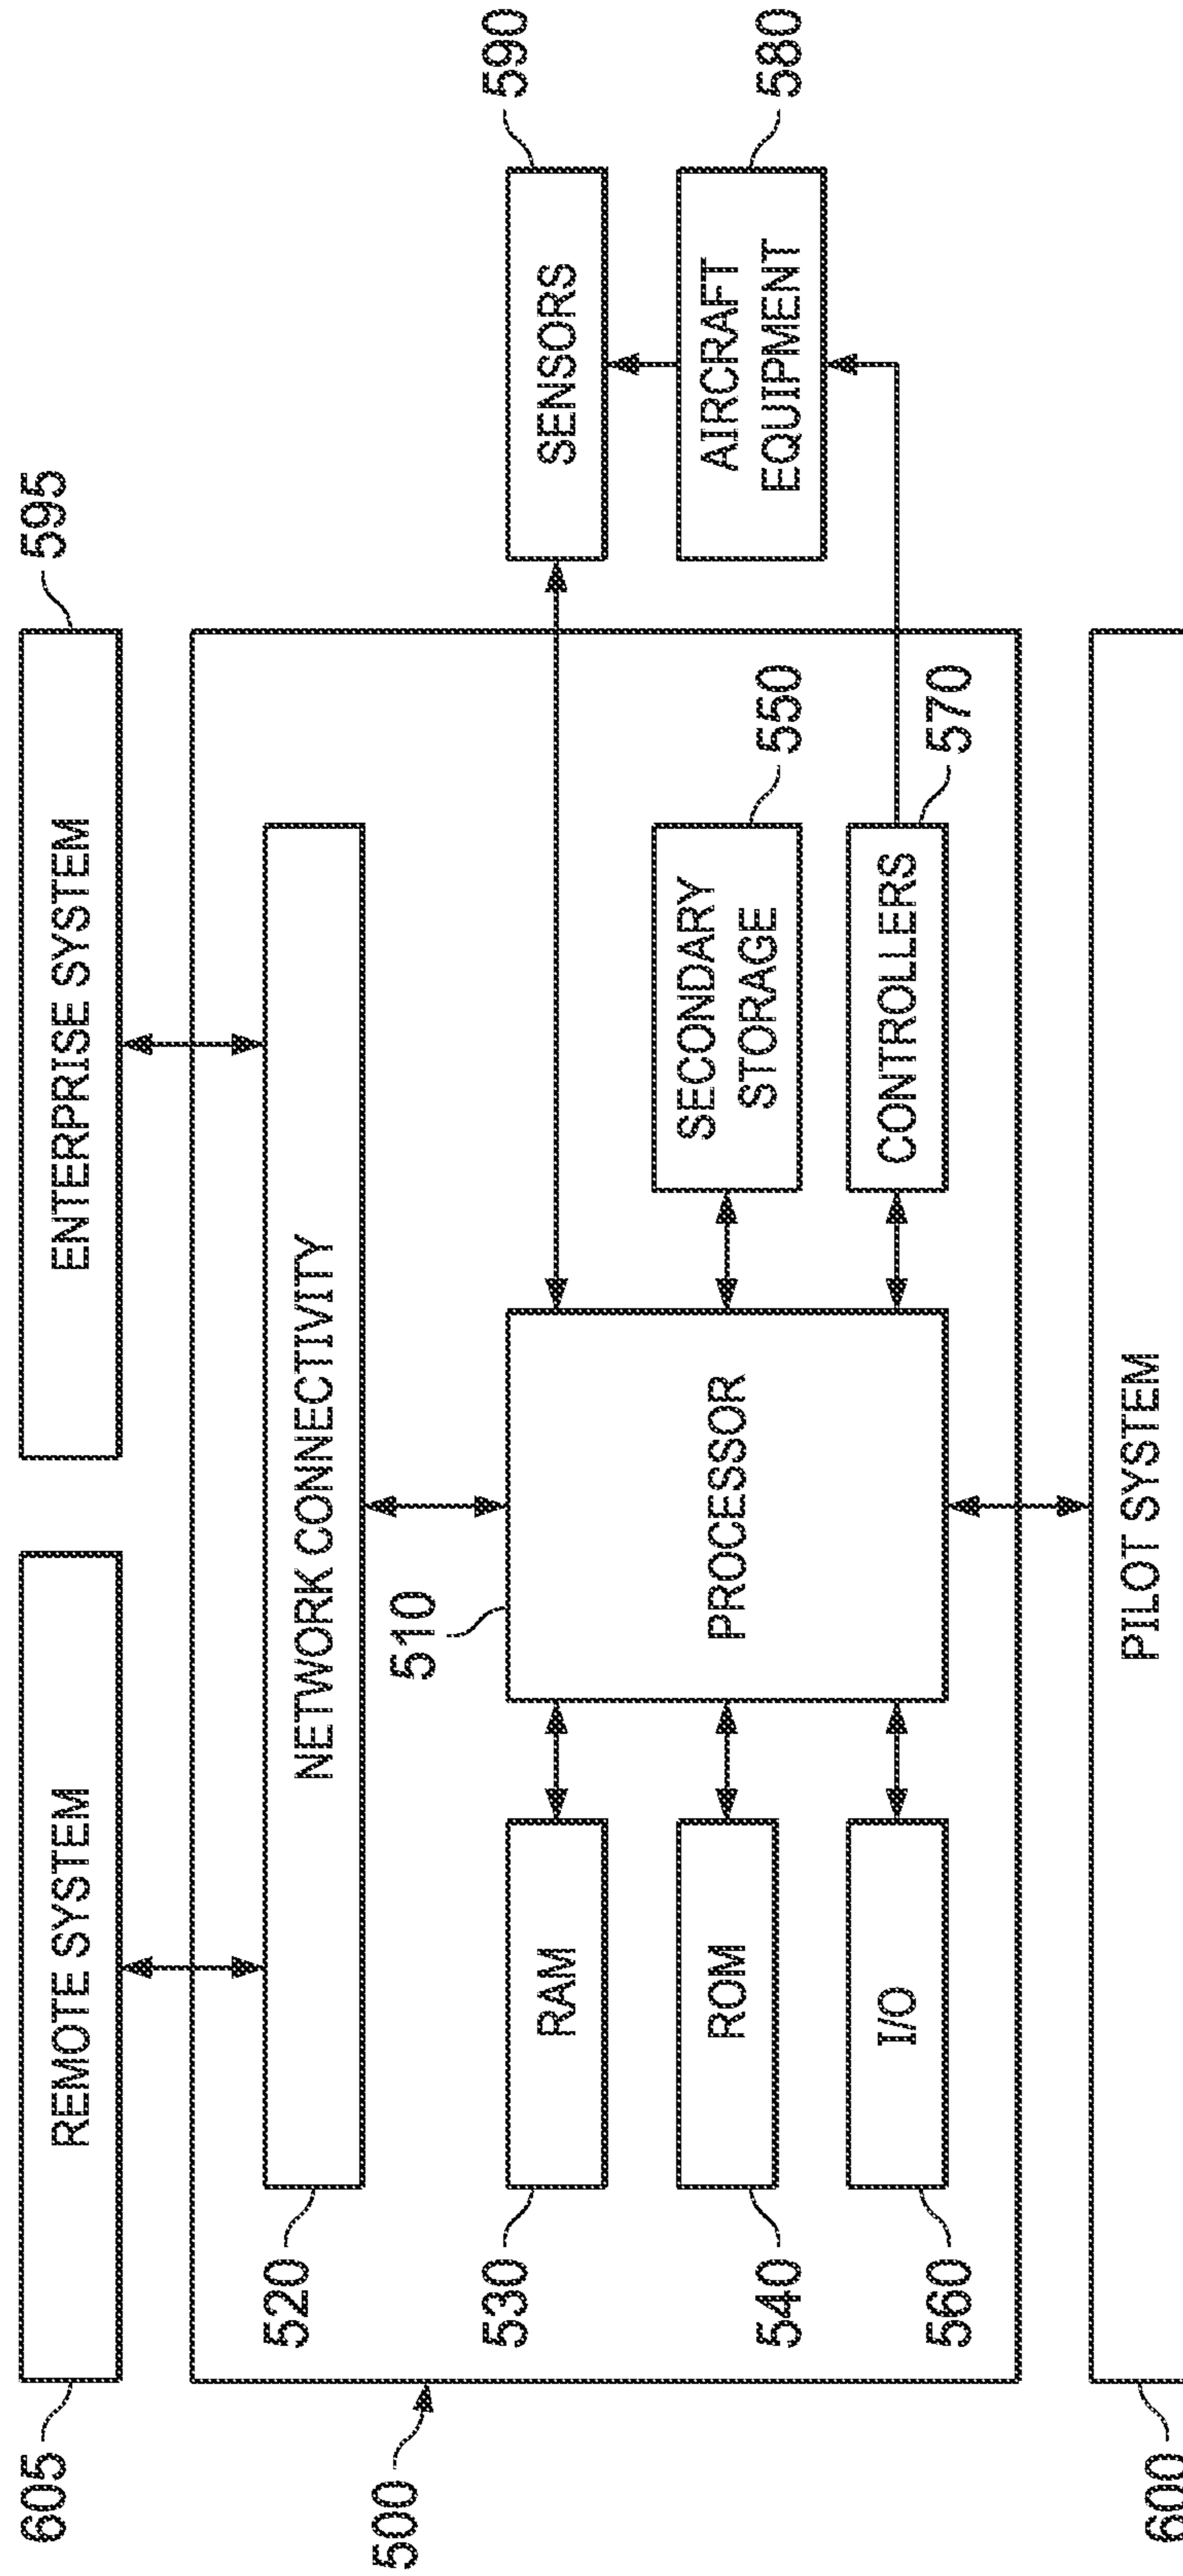 605
REMOTE SYSTEM
ENTERPRISE SYSTEM
595
500
520
NETWORK CONNECTIVITY
510
530
RAM
SENSORS
590
540
ROM
PROCESSOR
SECONDARY
STORAGE
550
AIRCRAFT
EQUIPMENT
580
560
I/O
CONTROLLERS
570
600
PILOT SYSTEM